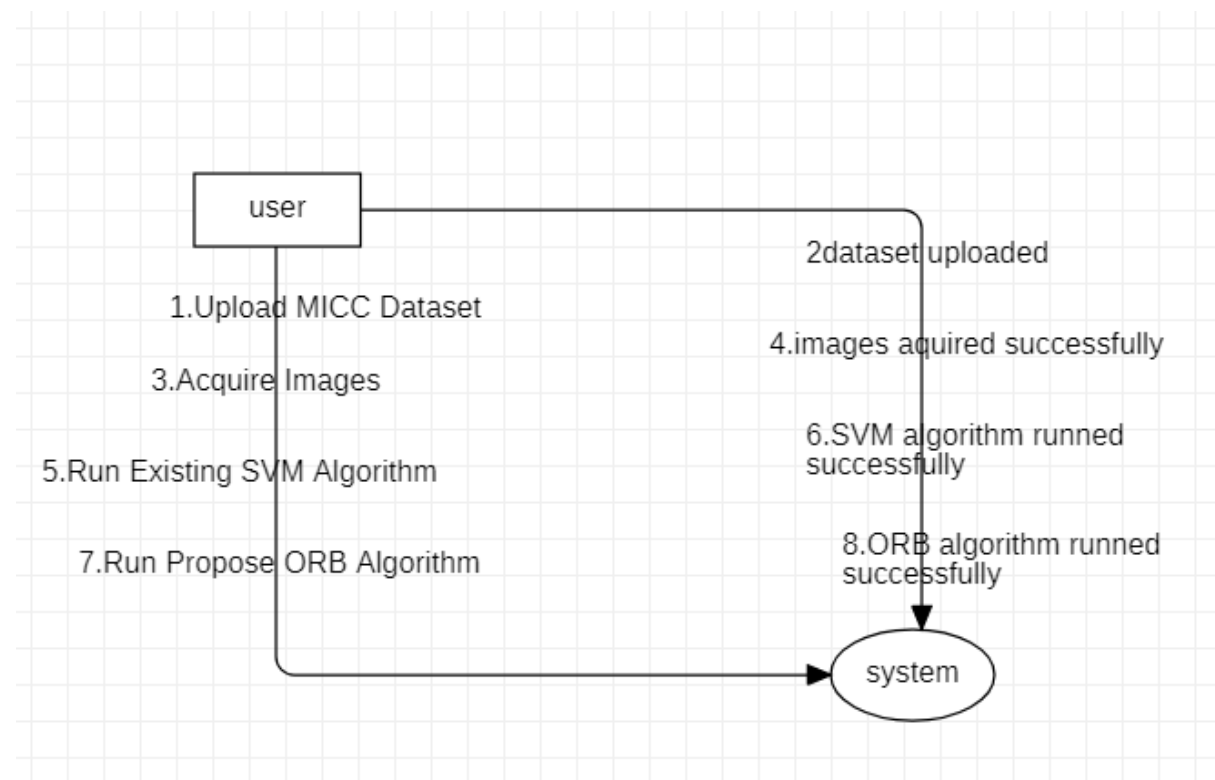 user
2dataset uploaded
1.Upload MICC Dataset
4.images aquired successfully
3.Acquire Images
6.SVM algorithm runned
successfully
5.Run Existing SVM Algorithm
8.ORB algorithm runned
successfully
7.Run Propose ORB Algorithm
system